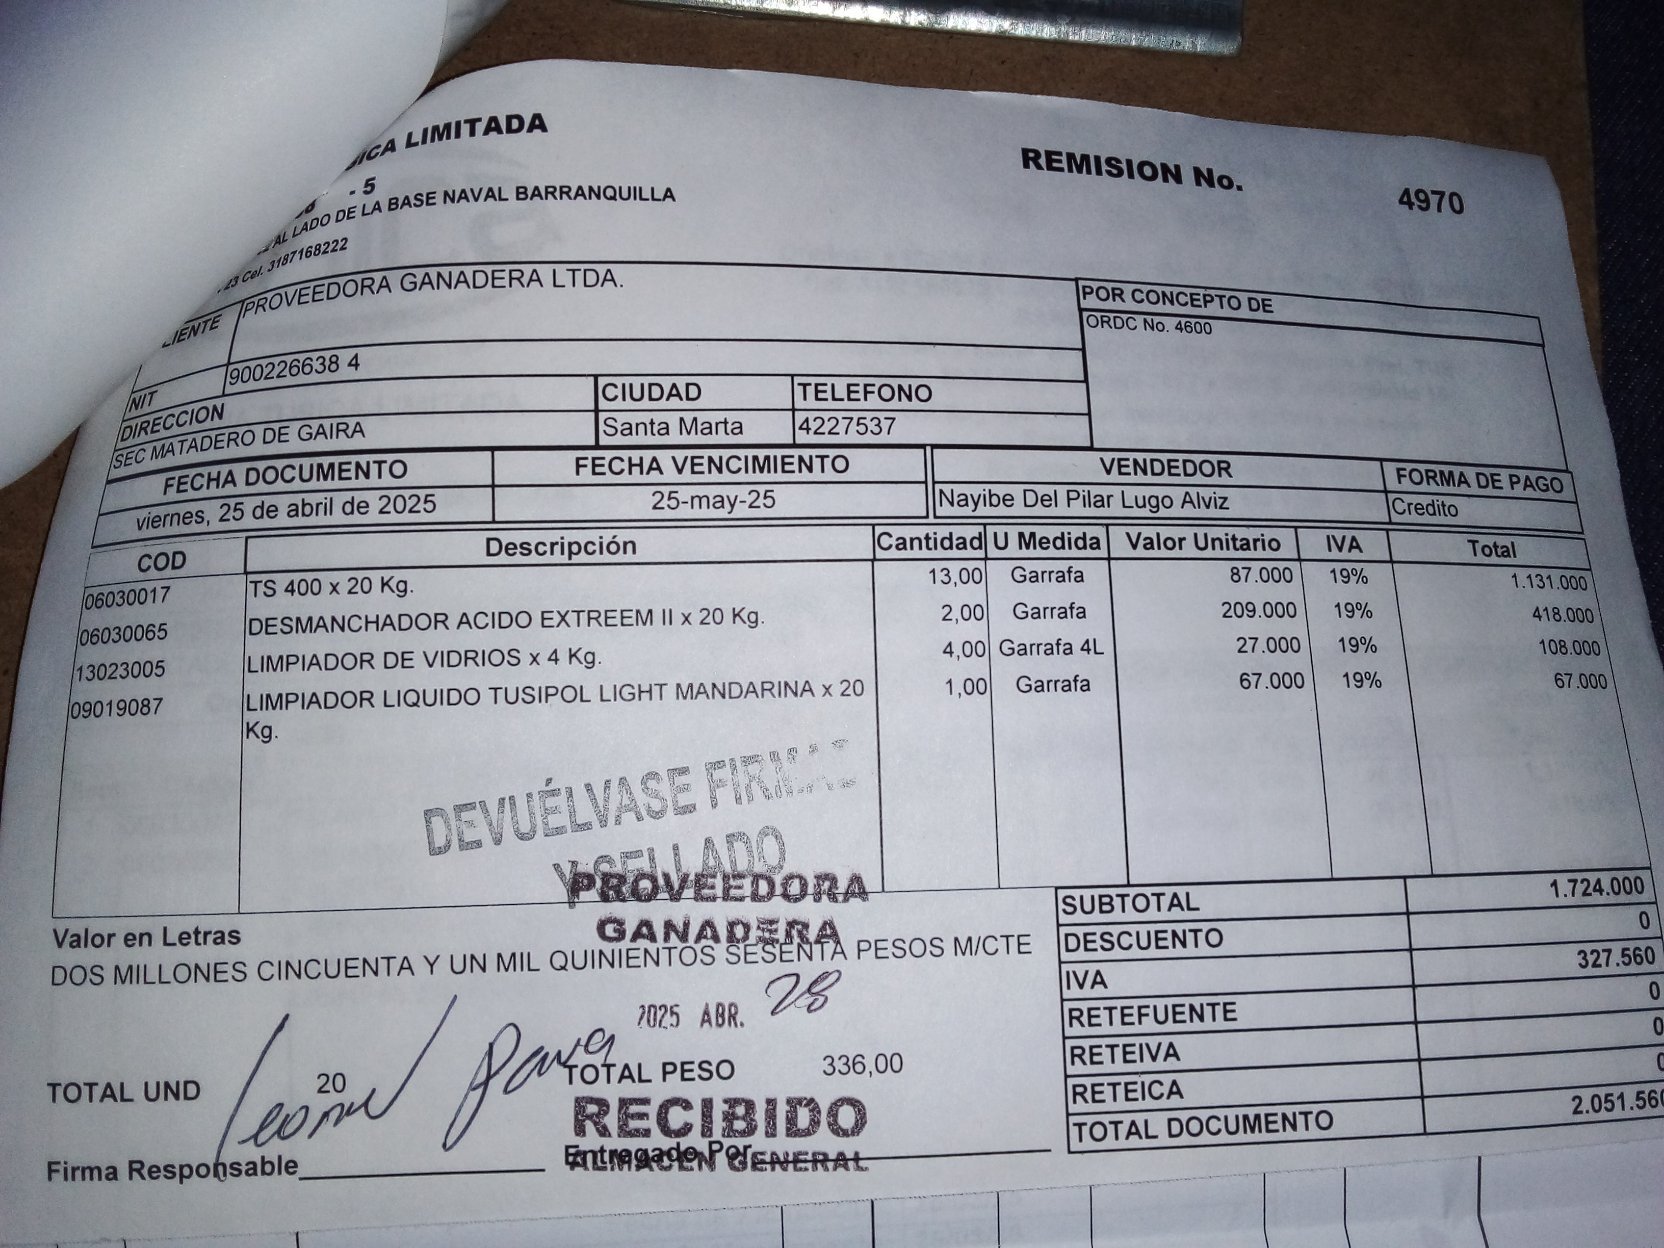 LIMITADA
REMISION No. 4970
- 5
AL LADO DE LA BASE NAVAL BARRANQUILLA
23 Cel. 3187168222
PROVEEDORA GANADERA LTDA.
POR CONCEPTO DE
ORDC No. 4600
NIT 900226638 4
DIRECCION CIUDAD TELEFONO
SEC MATADERO DE GAIRA Santa Marta 4227537
FECHA DOCUMENTO FECHA VENCIMIENTO VENDEDOR FORMA DE PAGO
viernes, 25 de abril de 2025 25-may-25 Nayibe Del Pilar Lugo Alviz Credito
COD Descripción Cantidad U Medida Valor Unitario IVA Total
06030017 TS 400 x 20 Kg. 13,00 Garrafa 87.000 19% 1.131.000
06030065 DESMANCHADOR ACIDO EXTREEM II x 20 Kg. 2,00 Garrafa 209.000 19% 418.000
13023005 LIMPIADOR DE VIDRIOS x 4 Kg. 4,00 Garrafa 4L 27.000 19% 108.000
09019087 LIMPIADOR LIQUIDO TUSIPOL LIGHT MANDARINA x 20 1,00 Garrafa 67.000 19% 67.000
Kg.
DEVUÉLVASE
Y SELLADO
PROVEEDORA
GANADERA
SUBTOTAL 1.724.000
DESCUENTO 0
IVA 327.560
RETEFUENTE 0
RETEIVA 0
RETEICA 0
TOTAL DOCUMENTO 2.051.560
Valor en Letras
DOS MILLONES CINCUENTA Y UN MIL QUINIENTOS SESENTA PESOS M/CTE
2025 ABR. 28
TOTAL UND 20 TOTAL PESO 336,00
RECIBIDO
Firma Responsable Entregado Por
ALMACEN GENERAL